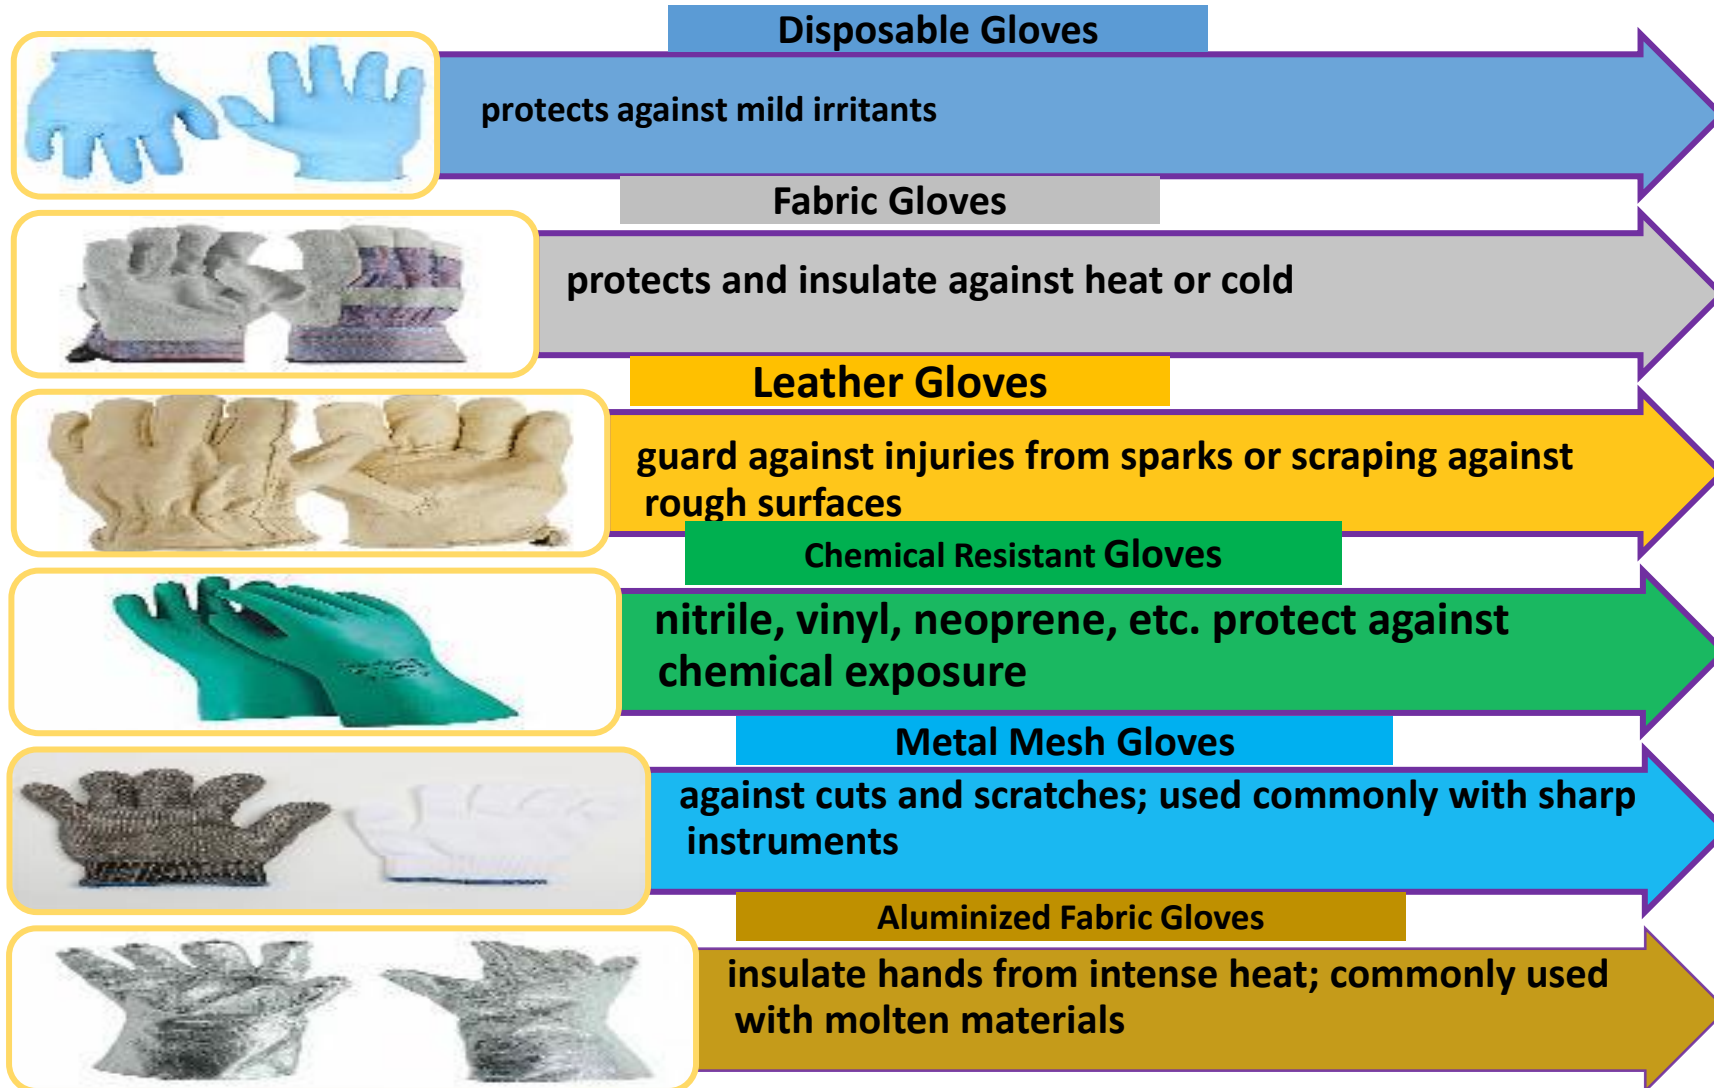 Disposable Gloves
protects against mild irritants
Fabric Gloves
protects and insulate against heat or cold
Leather Gloves
guard against injuries from sparks or scraping against
rough surfaces
Chemical Resistant Gloves
nitrile, vinyl, neoprene, etc. protect against
chemical exposure
Metal Mesh Gloves
against cuts and scratches; used commonly with sharp
instruments
Aluminized Fabric Gloves
insulate hands from intense heat; commonly used
with molten materials